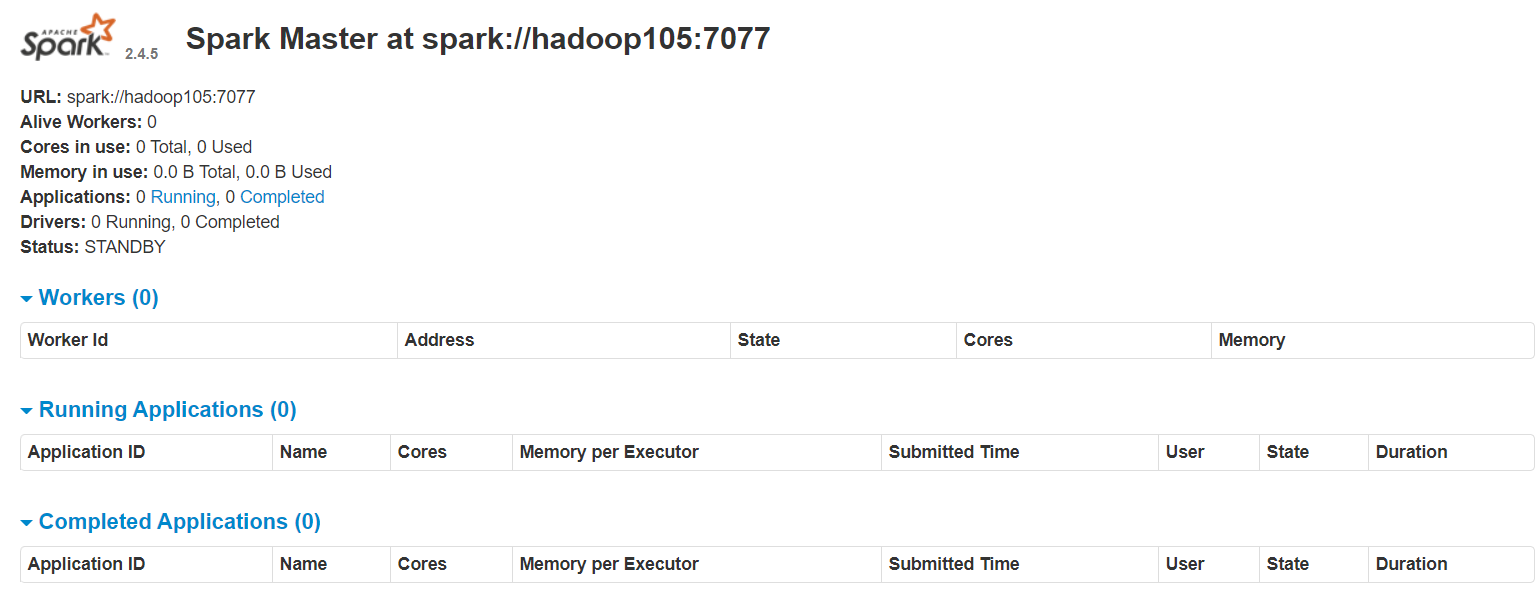 APACHE
Spark 2.4.5 Spark Master at spark://hadoop105:7077
URL: spark://hadoop105:7077
Alive Workers: 0
Cores in use: 0 Total, 0 Used
Memory in use: 0.0 B Total, 0.0 B Used
Applications: 0 Running, 0 Completed
Drivers: 0 Running, 0 Completed
Status: STANDBY
Workers (0)
Worker Id Address State Cores Memory
Running Applications (0)
Application ID Name Cores Memory per Executor Submitted Time User State Duration
Completed Applications (0)
Application ID Name Cores Memory per Executor Submitted Time User State Duration